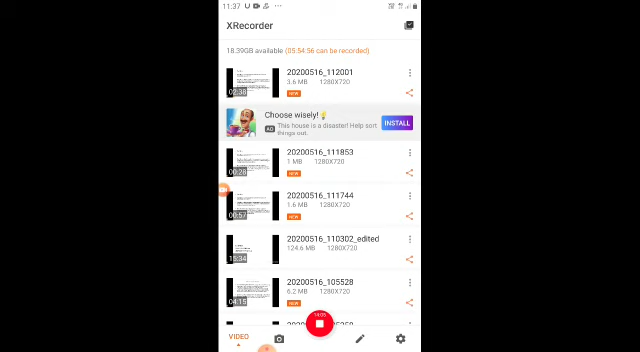 11:37
XRecorder
18.39GB available (05:54:56 can be recorded)
20200516_112001
3.6 MB 1280X720
02:38
NEW
Choose wisely!💡
AD This house is a disaster! Help sort things out.
INSTALL
20200516_111853
1 MB 1280X720
00:28
NEW
20200516_111744
1.6 MB 1280X720
00:57
NEW
20200516_110302_edited
124.6 MB 1280X720
15:34
20200516_105528
6.2 MB 1280X720
04:15
NEW
VIDEO